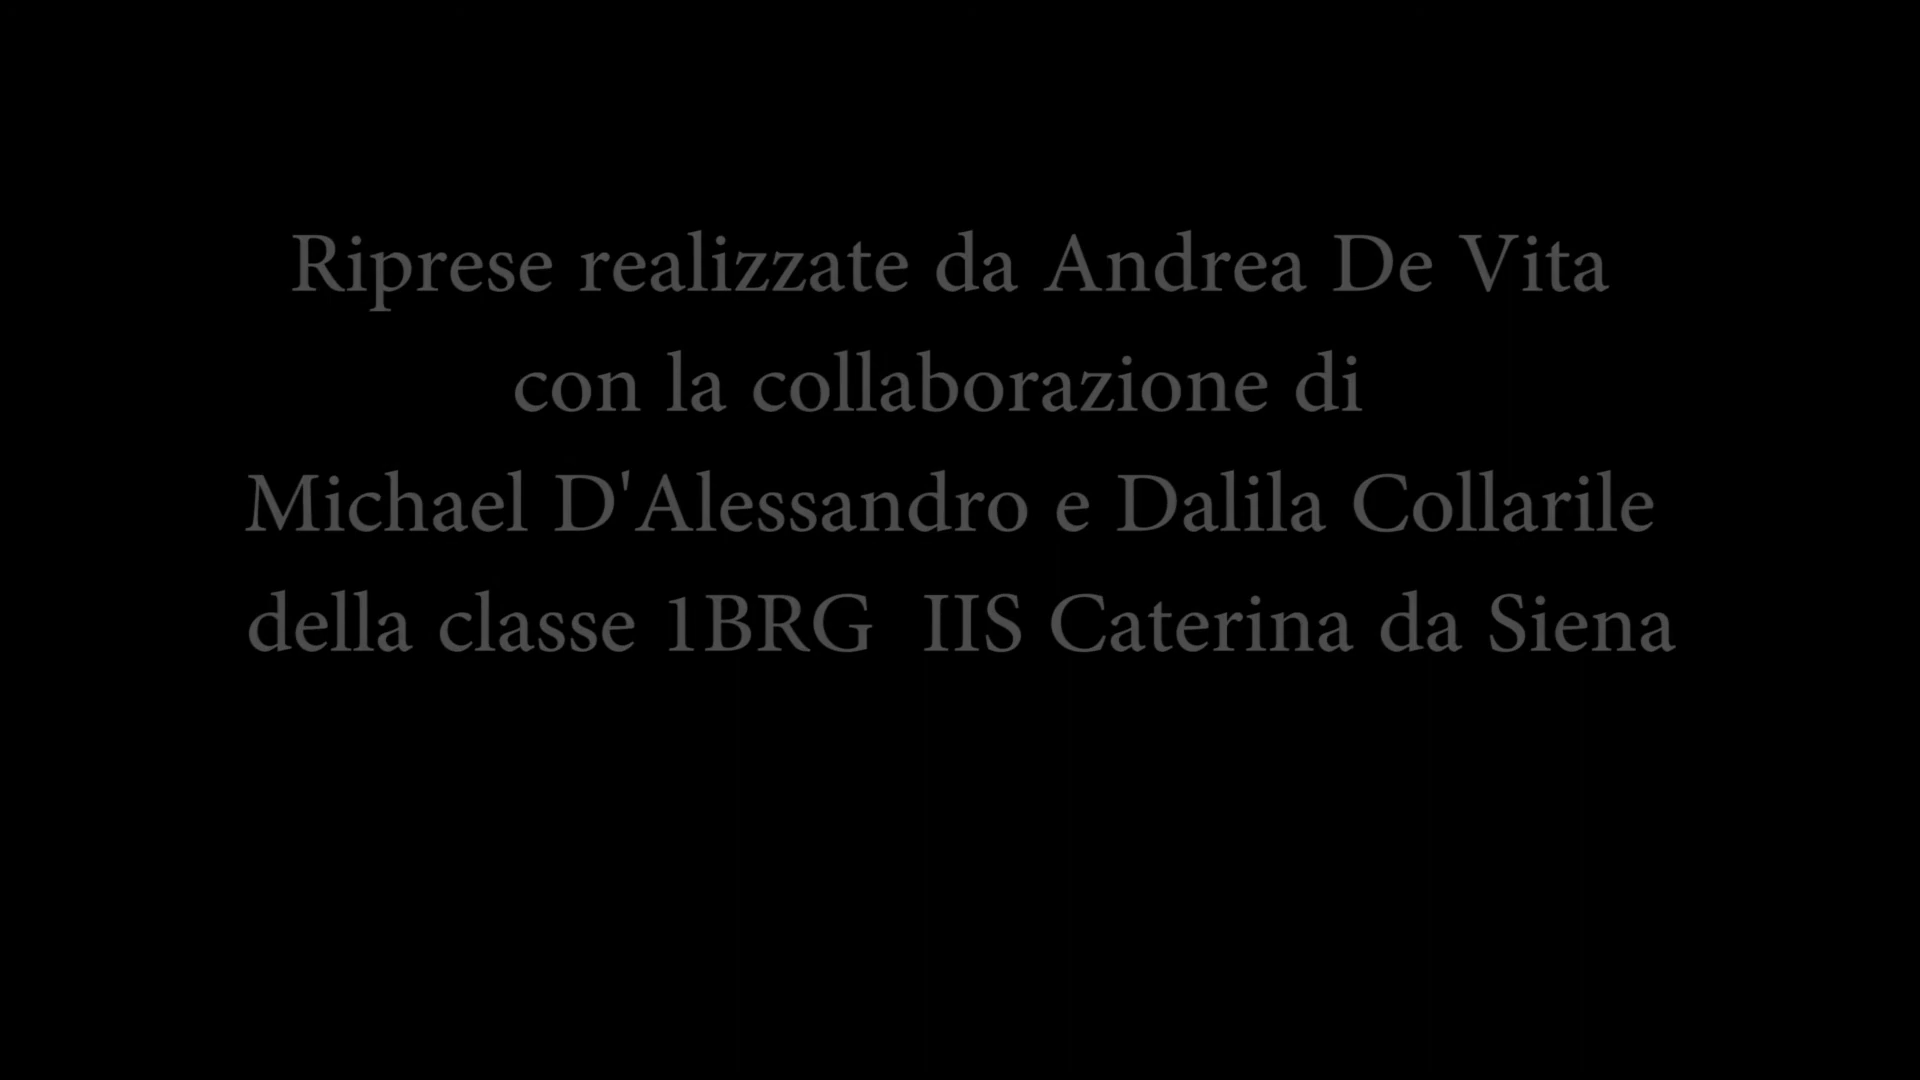 Riprese realizzate da Andrea De Vita
con la collaborazione di
Michael D'Alessandro e Dalila Collarile
della classe 1BRG  IIS Caterina da Siena